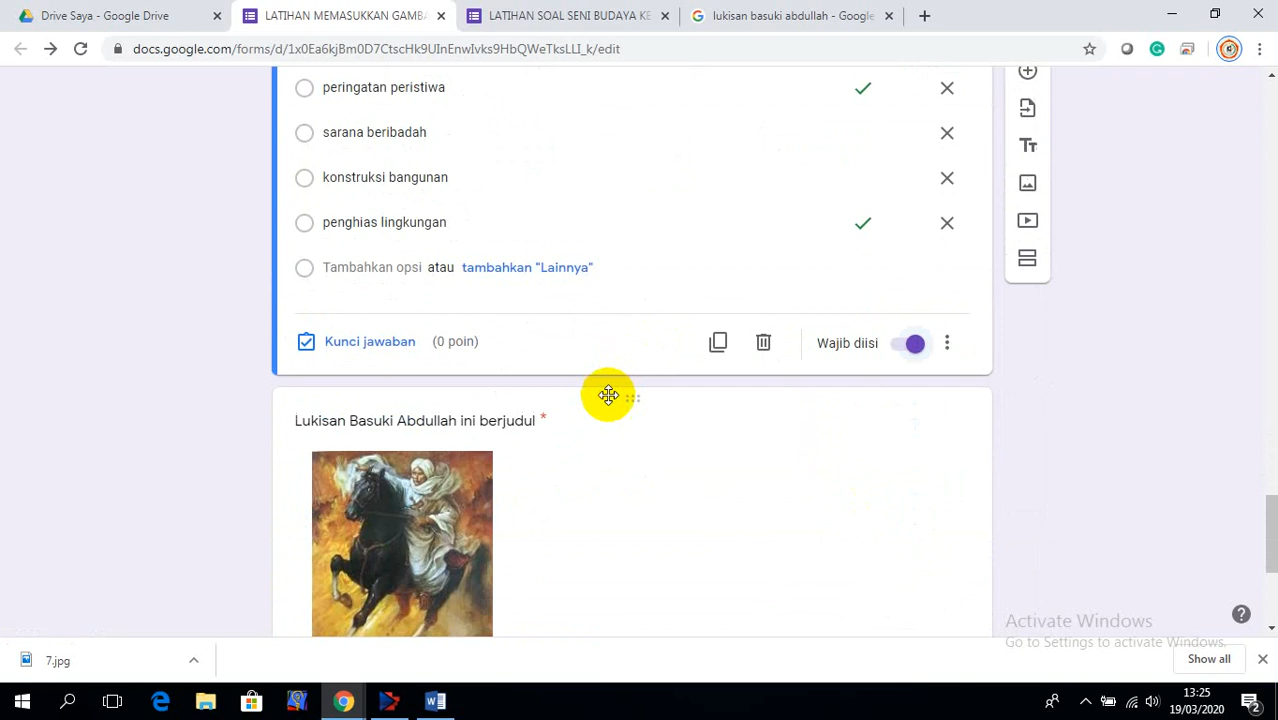 Drive Saya - Google Drive
LATIHAN MEMASUKKAN GAMBA
LATIHAN SOAL SENI BUDAYA KE
lukisan basuki abdullah - Google
docs.google.com/forms/d/1x0Ea6kjBm0D7CtscHk9UInEnwIvks9HbQWeTksLLI_k/edit
peringatan peristiwa
sarana beribadah
konstruksi bangunan
penghias lingkungan
Tambahkan opsi atau tambahkan "Lainnya"
Kunci jawaban (0 poin)
Wajib diisi
Lukisan Basuki Abdullah ini berjudul *
Activate Windows
Go to Settings to activate Windows.
7.jpg
Show all
13:25
19/03/2020
2